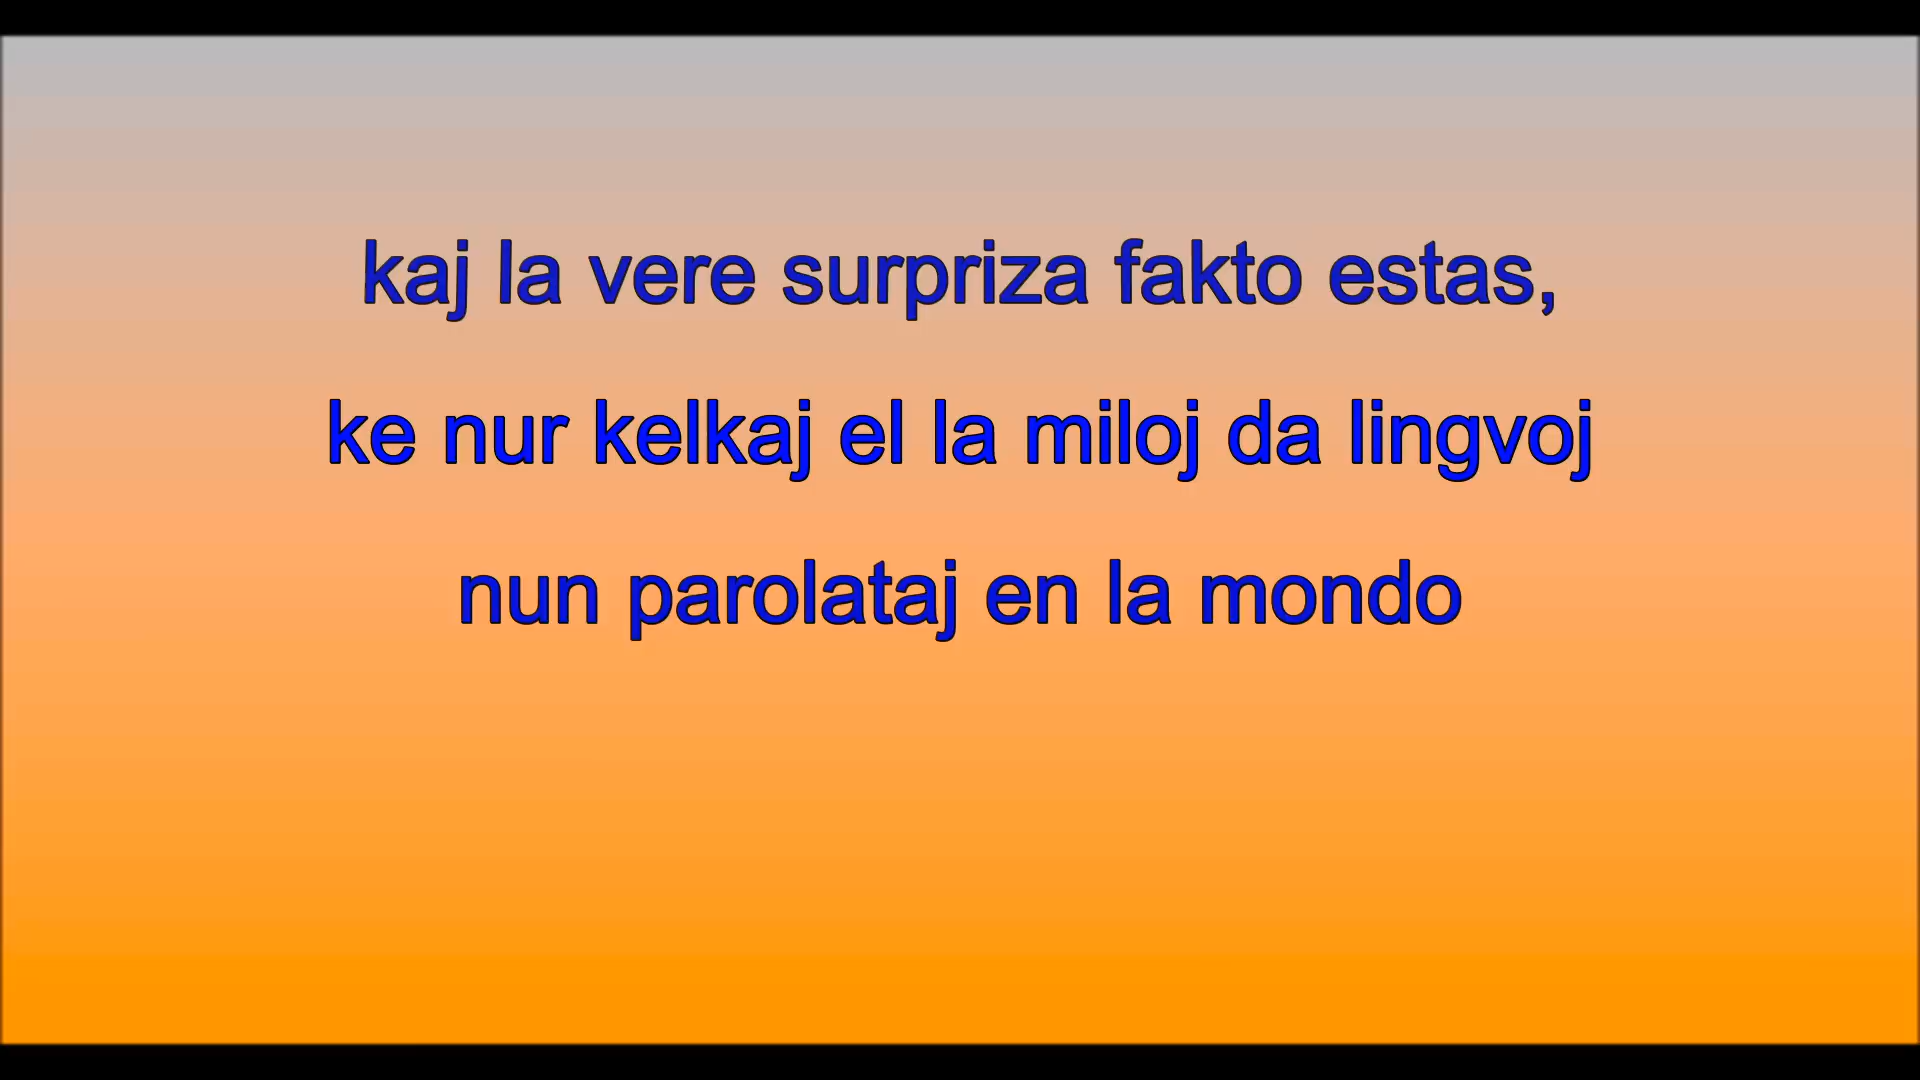 kaj la vere surpriza fakto estas,
ke nur kelkaj el la miloj da lingvoj
nun parolataj en la mondo